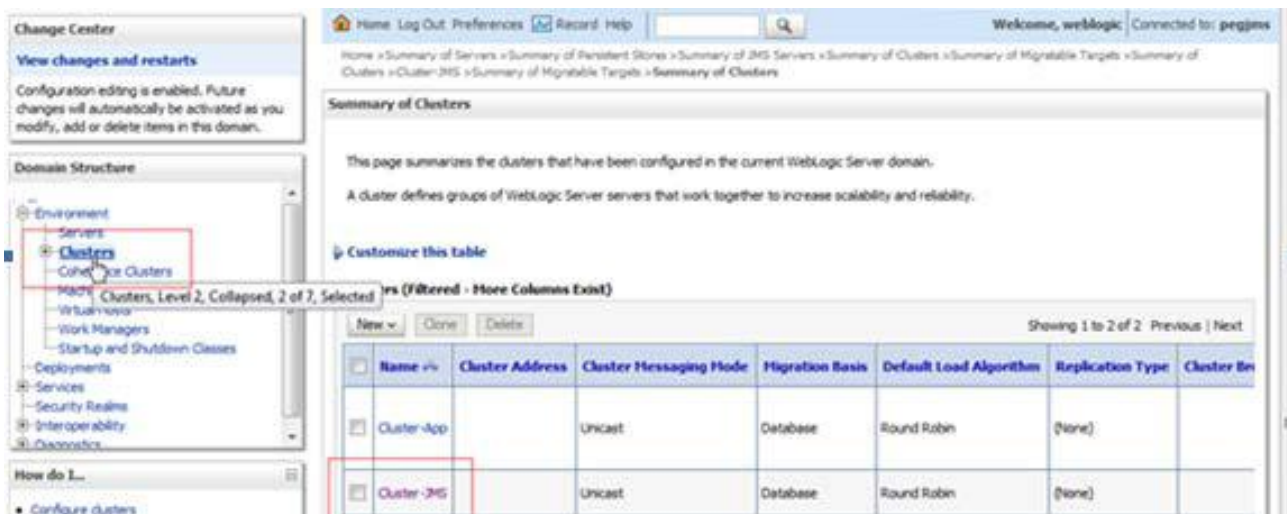 Change Center
View changes and restarts
Configuration editing is enabled. Future
changes will automatically be activated as you
modify, add or delete items in this domain.
Domain Structure
Environment
Servers
Clusters
Coherence Clusters
Clusters, Level 2, Collapsed, 2 of 7, Selected
Work Managers
Startup and Shutdown Classes
Deployments
Services
Security Realms
Interoperability
Diagnostics
How do I...
Configure clusters
Home Log Out Preferences Record Help
Welcome, weblogic Connected to: pegjms
Home >Summary of Servers >Summary of Persistent Stores >Summary of JMS Servers >Summary of Clusters >Summary of Migratable Targets >Summary of
Clusters >Cluster-JMS >Summary of Migratable Targets >Summary of Clusters
Summary of Clusters
This page summarizes the clusters that have been configured in the current WebLogic Server domain.
A cluster defines groups of WebLogic Server servers that work together to increase scalability and reliability.
Customize this table
(Filtered - More Columns Exist)
New Clone Delete
Showing 1 to 2 of 2 Previous | Next
Name Cluster Address Cluster Messaging Mode Migration Basis Default Load Algorithm Replication Type Cluster
Cluster-App Unicast Database Round Robin (None)
Cluster-JMS Unicast Database Round Robin (None)